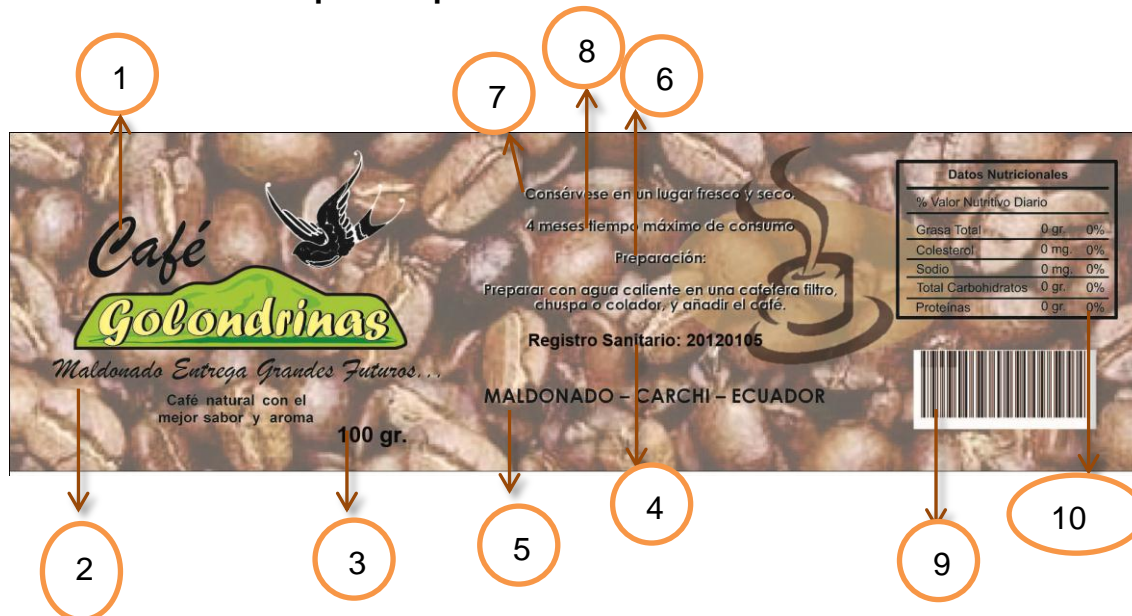 1
7
8
6
Café
Golondrinas
Maldonado Entrega Grandes Futuros...
Café natural con el
mejor sabor y aroma
100 gr.
Consérvese en un lugar fresco y seco.
4 meses tiempo máximo de consumo
Preparación:
Preparar con agua caliente en una cafetera filtro,
chuspa o colador, y añadir el café.
Registro Sanitario: 20120105
MALDONADO – CARCHI – ECUADOR
Datos Nutricionales
% Valor Nutritivo Diario
Grasa Total 0 gr. 0%
Colesterol 0 mg. 0%
Sodio 0 mg. 0%
Total Carbohidratos 0 gr. 0%
Proteínas 0 gr. 0%
2
3
5
4
9
10